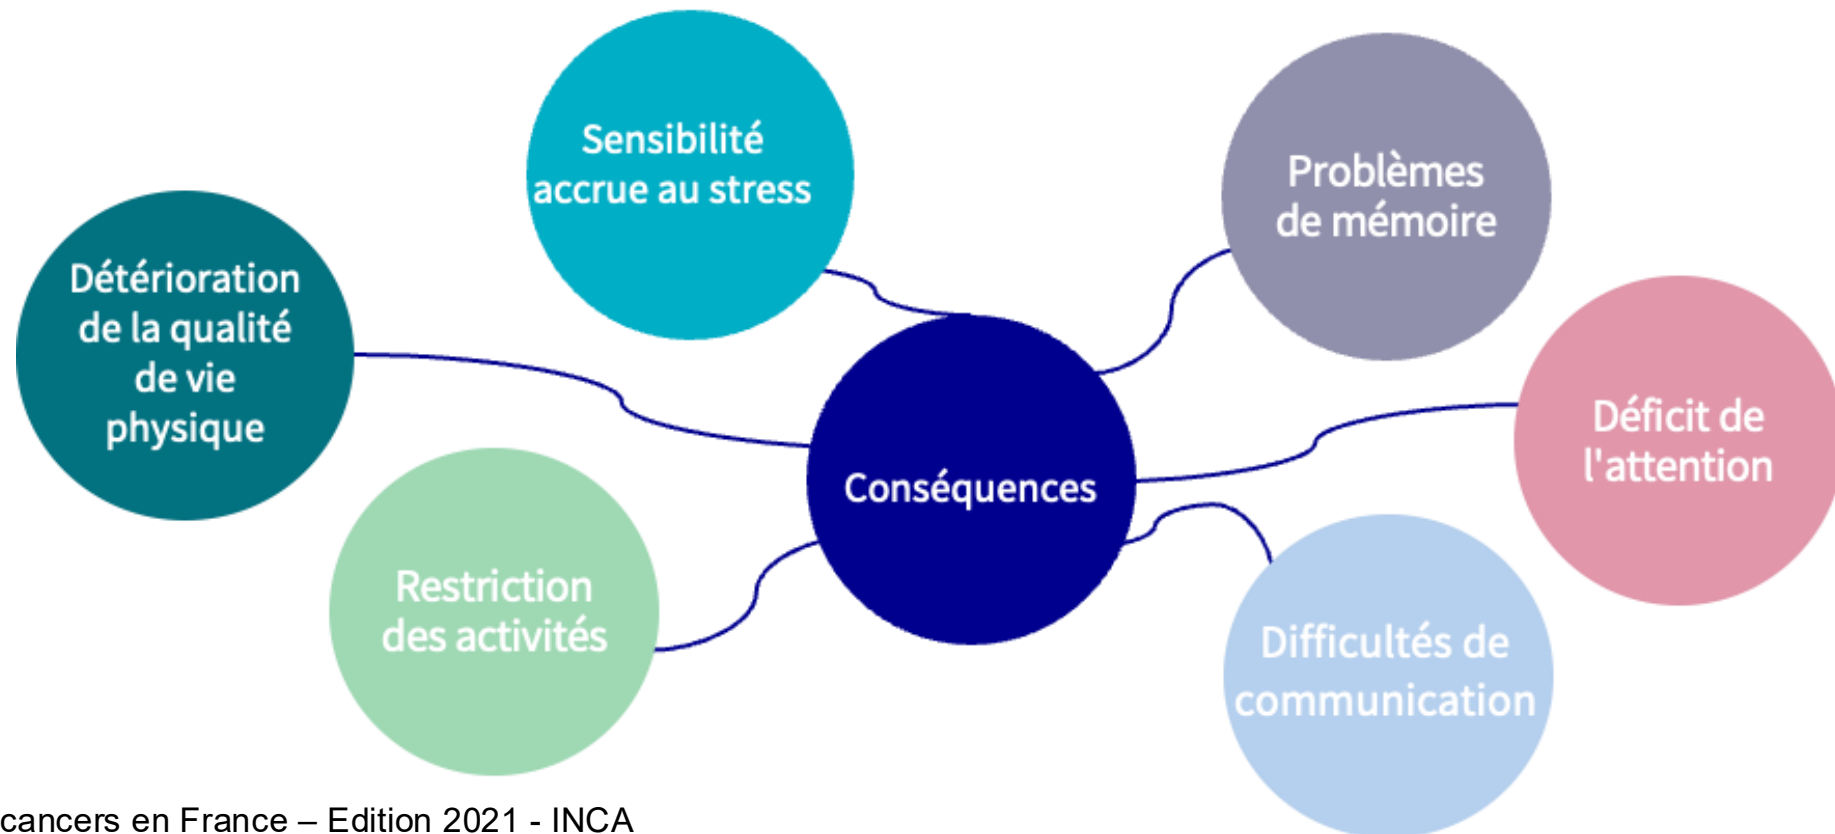 Sensibilité
accrue au stress
Problèmes
de mémoire
Détérioration
de la qualité
de vie
physique
Déficit de
l'attention
Conséquences
Restriction
des activités
Difficultés de
communication
cancers en France – Edition 2021 - INCA